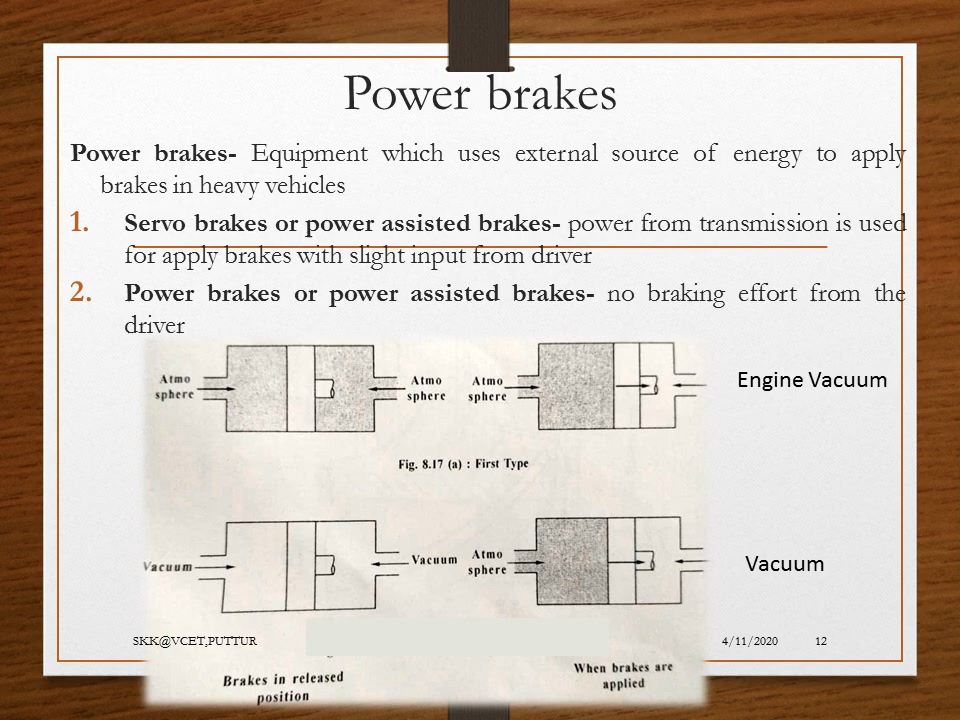 Power brakes
Power brakes- Equipment which uses external source of energy to apply
brakes in heavy vehicles
1. Servo brakes or power assisted brakes- power from transmission is used
for apply brakes with slight input from driver
2. Power brakes or power assisted brakes- no braking effort from the
driver
Atmo
sphere
Atmo
sphere
Atmo
sphere
Engine Vacuum
Fig. 8.17 (a) : First Type
Vacuum
Vacuum
Atmo
sphere
Vacuum
SKK@VCET,PUTTUR
4/11/2020
12
Brakes in released
position
When brakes are
applied